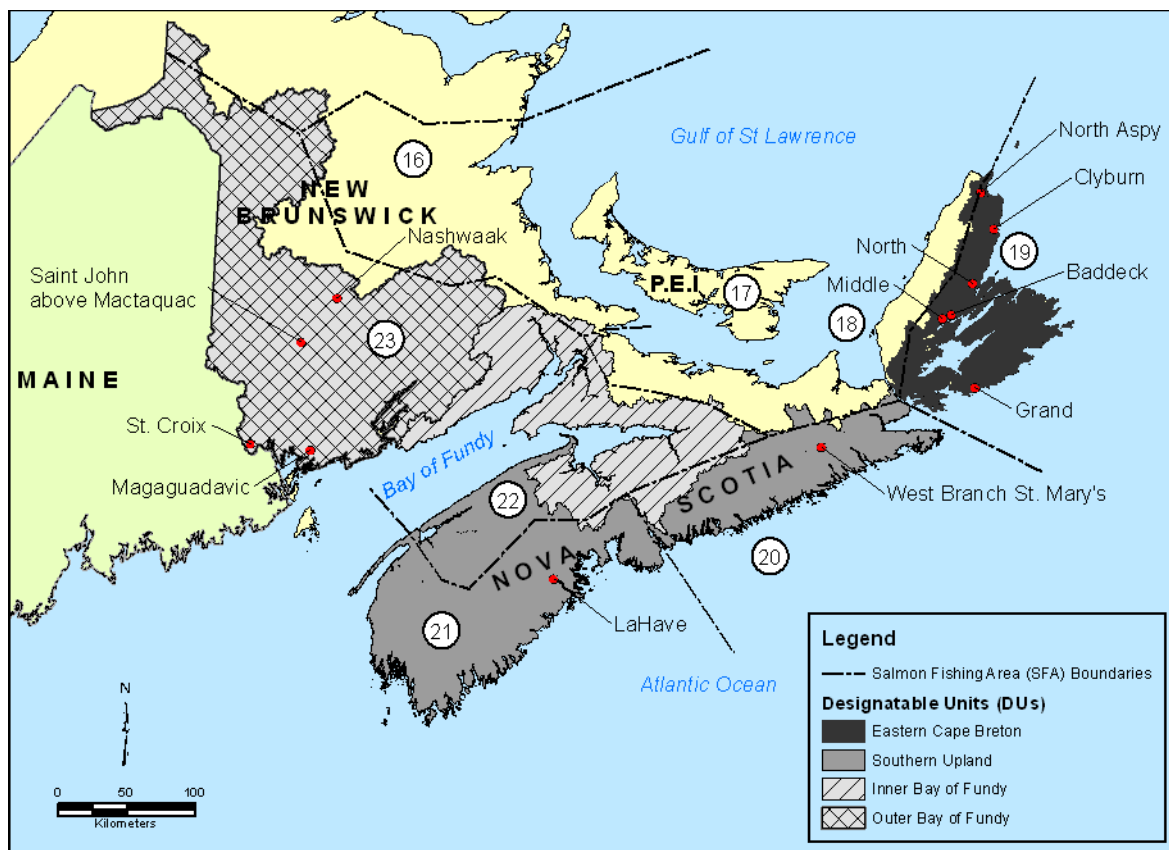 Gulf of St Lawrence
North Aspy
16
Clyburn
NEW
BRUNSWICK
Nashwaak
North
19
Saint John
above Mactaquac
P.E.I
17
Middle
Baddeck
18
23
MAINE
Grand
St. Croix
Bay of Fundy
Magaguadavic
22
SCOTIA
West Branch St. Mary's
20
NOVA
21
LaHave
Atlantic Ocean
N
0 50 100
Kilometers
Legend
Salmon Fishing Area (SFA) Boundaries
Designatable Units (DUs)
Eastern Cape Breton
Southern Upland
Inner Bay of Fundy
Outer Bay of Fundy